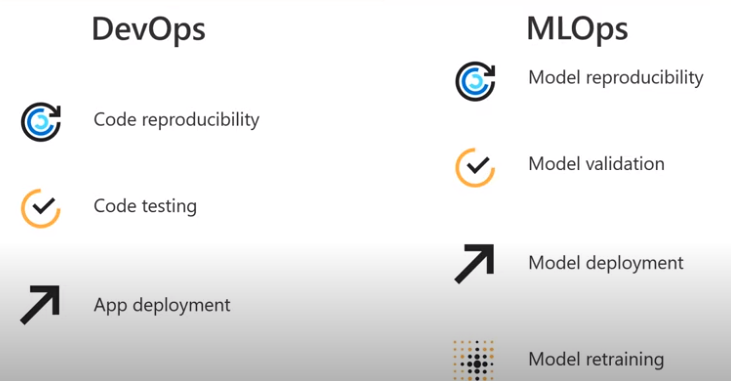 DevOps
Code reproducibility
Code testing
App deployment
MLOps
Model reproducibility
Model validation
Model deployment
Model retraining